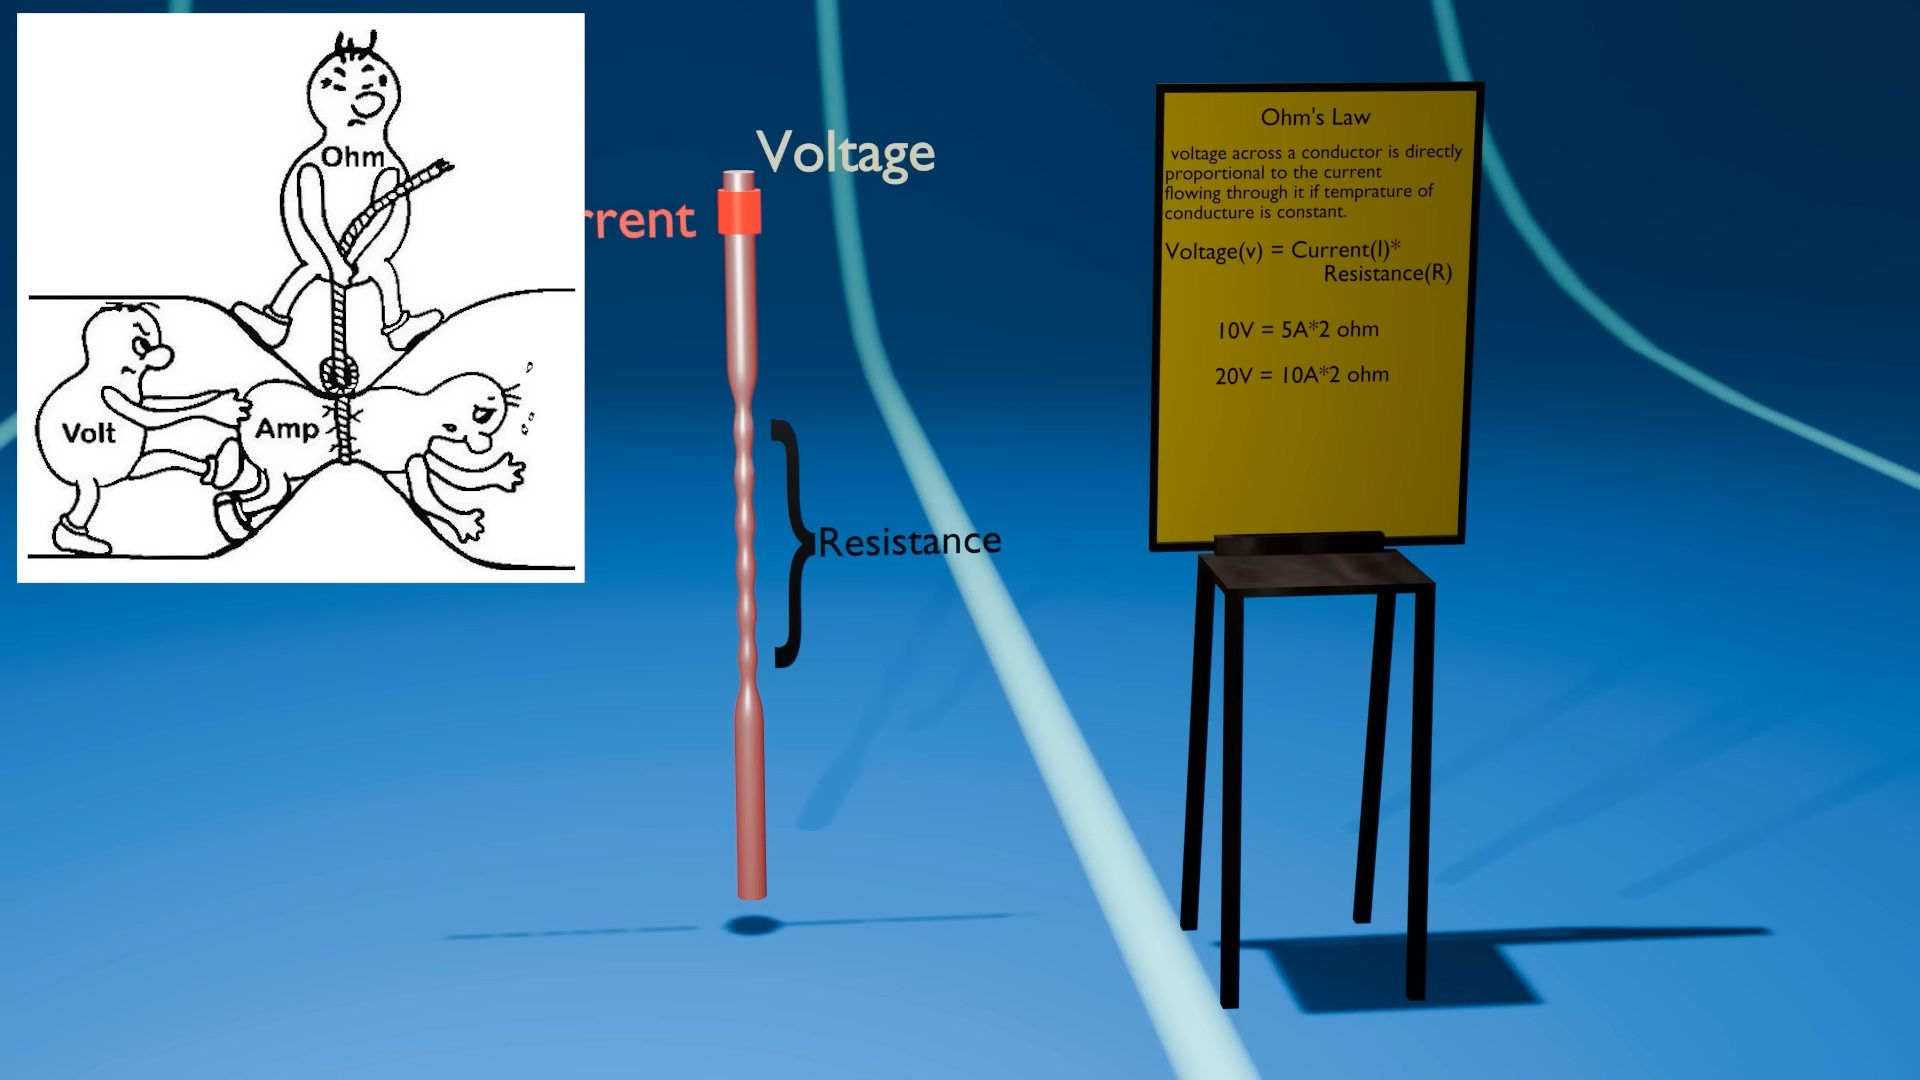 Ohm
Volt
Amp
Voltage
rrent
Resistance
Ohm's Law
voltage across a conductor is directly
proportional to the current
flowing through it if temprature of
conducture is constant.
Voltage(v) = Current(I)*
Resistance(R)
10V = 5A*2 ohm
20V = 10A*2 ohm